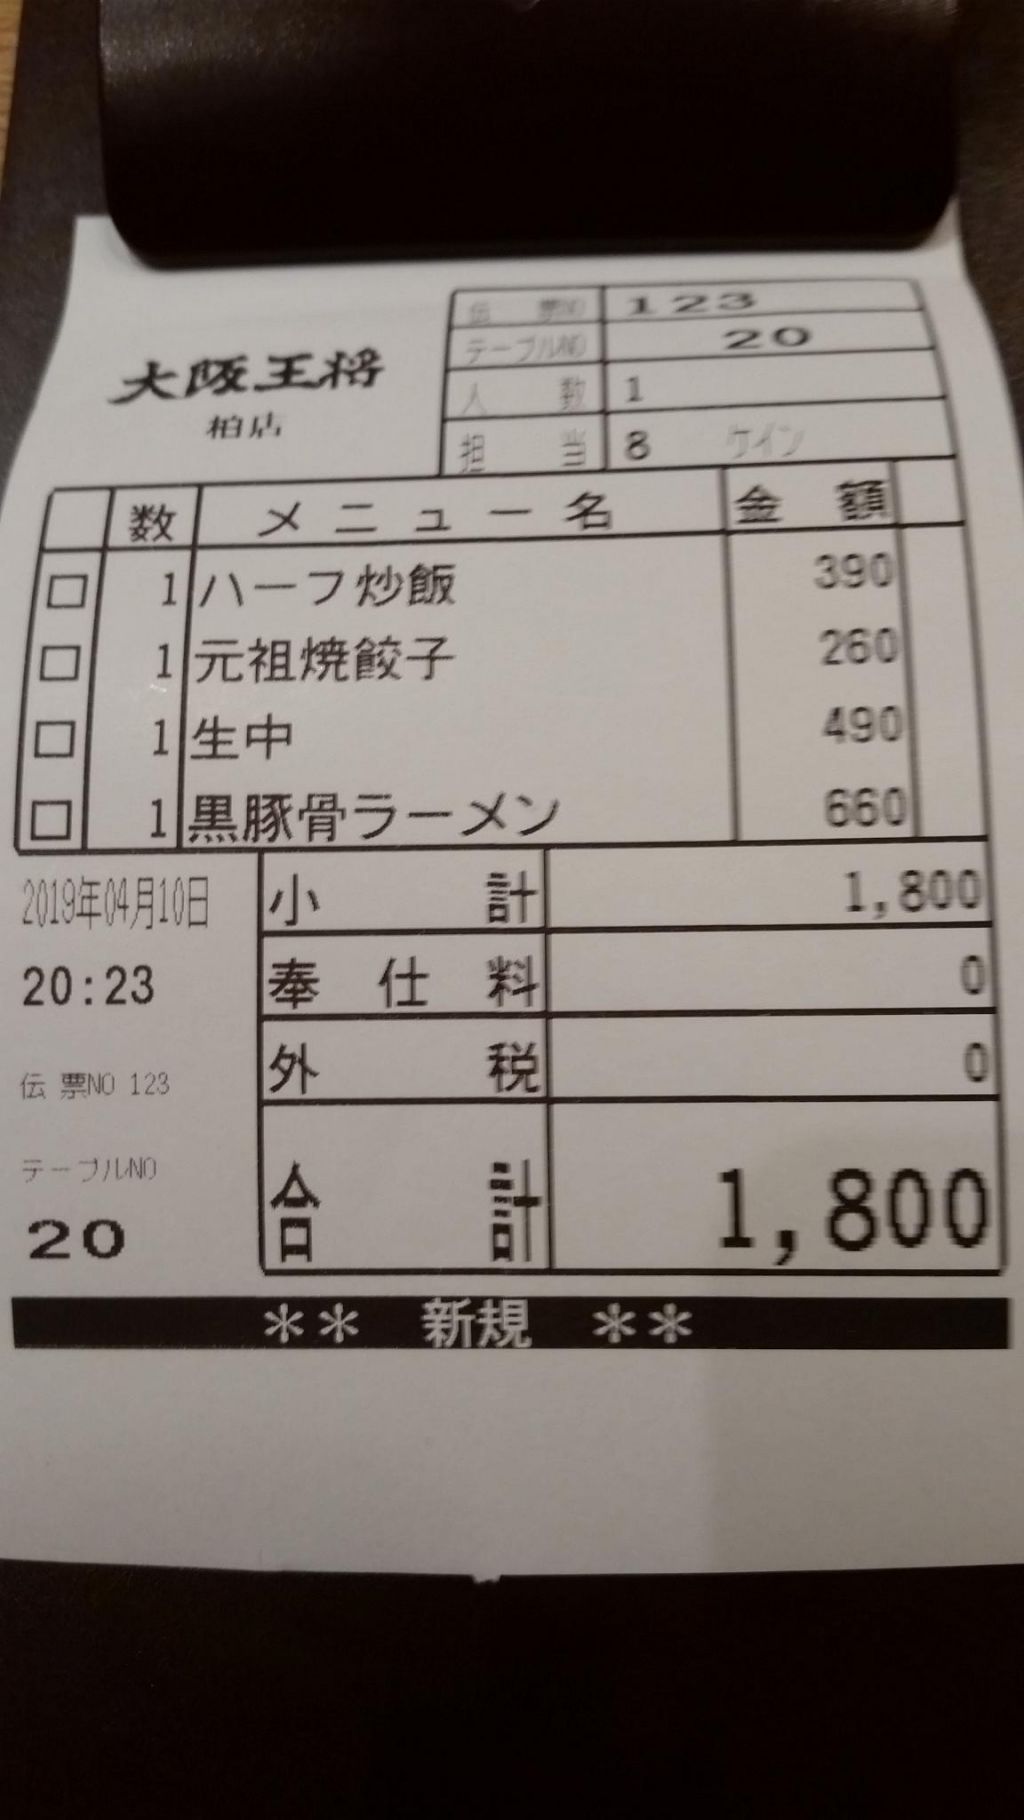 大阪王将
柏店
伝票NO 123
テーブルNO 20
人数 1
担当 8 ケイン
数 メニュー名 金額
□ 1 ハーフ炒飯 390
□ 1 元祖焼餃子 260
□ 1 生中 490
□ 1 黒豚骨ラーメン 660
2019年04月10日
20:23
伝票NO 123
テーブルNO
20
小計 1,800
奉仕料 0
外税 0
合計 1,800
** 新規 **